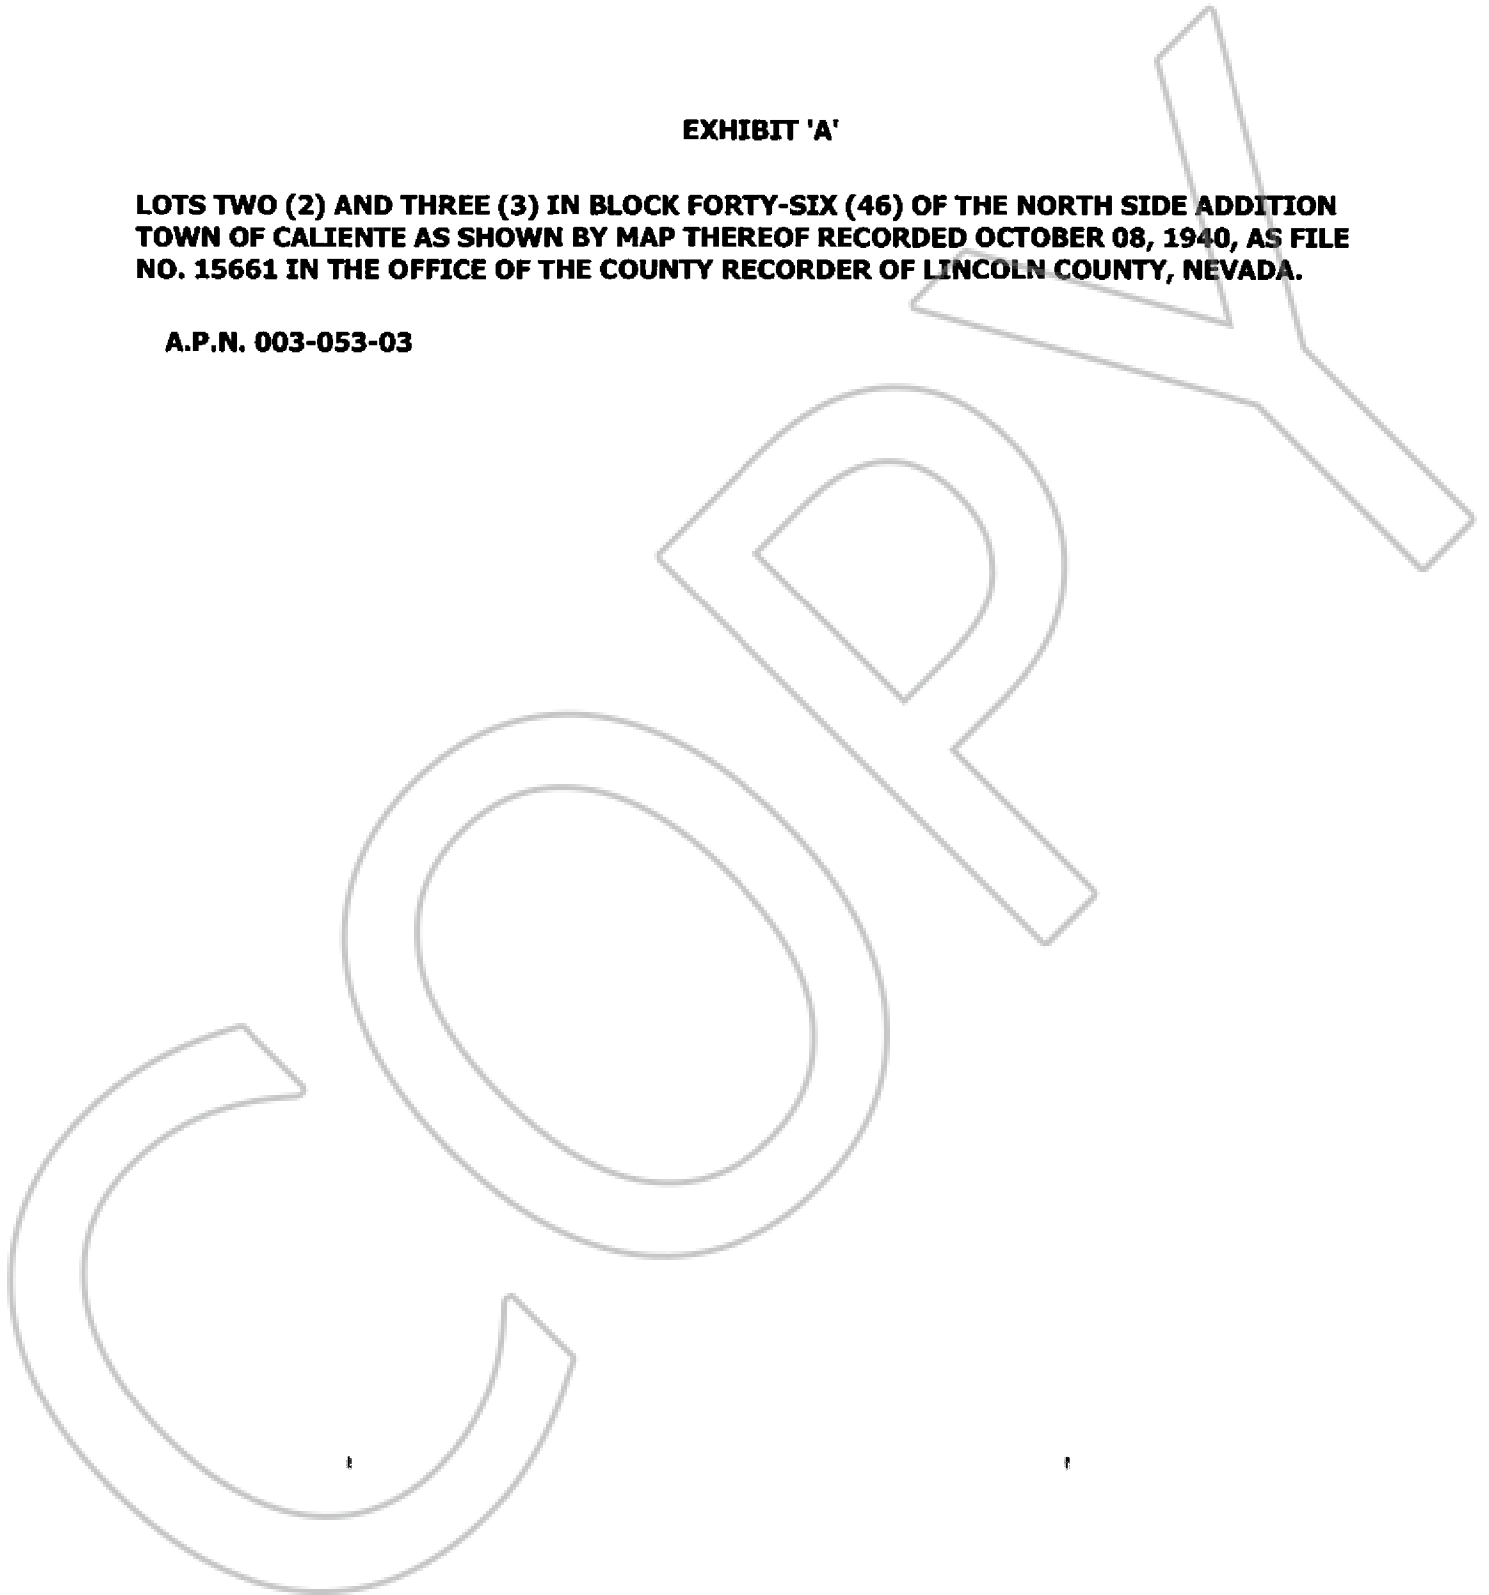 EXHIBIT 'A'
LOTS TWO (2) AND THREE (3) IN BLOCK FORTY-SIX (46) OF THE NORTH SIDE ADDITION
TOWN OF CALIENTE AS SHOWN BY MAP THEREOF RECORDED OCTOBER 08, 1940, AS FILE
NO. 15661 IN THE OFFICE OF THE COUNTY RECORDER OF LINCOLN COUNTY, NEVADA.
A.P.N. 003-053-03
COPY